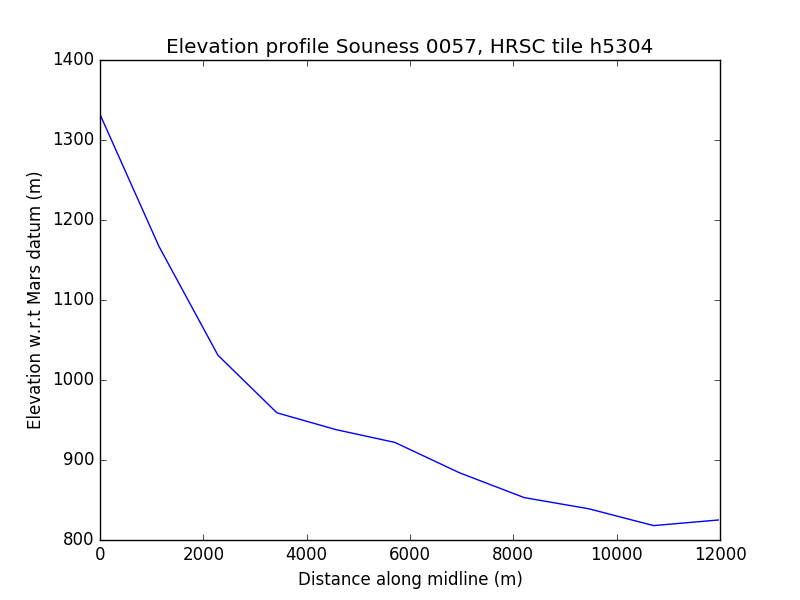 Elevation profile Souness 0057, HRSC tile h5304
1400
1300
1200
1100
1000
900
800
Elevation w.r.t Mars datum (m)
0 2000 4000 6000 8000 10000 12000
Distance along midline (m)